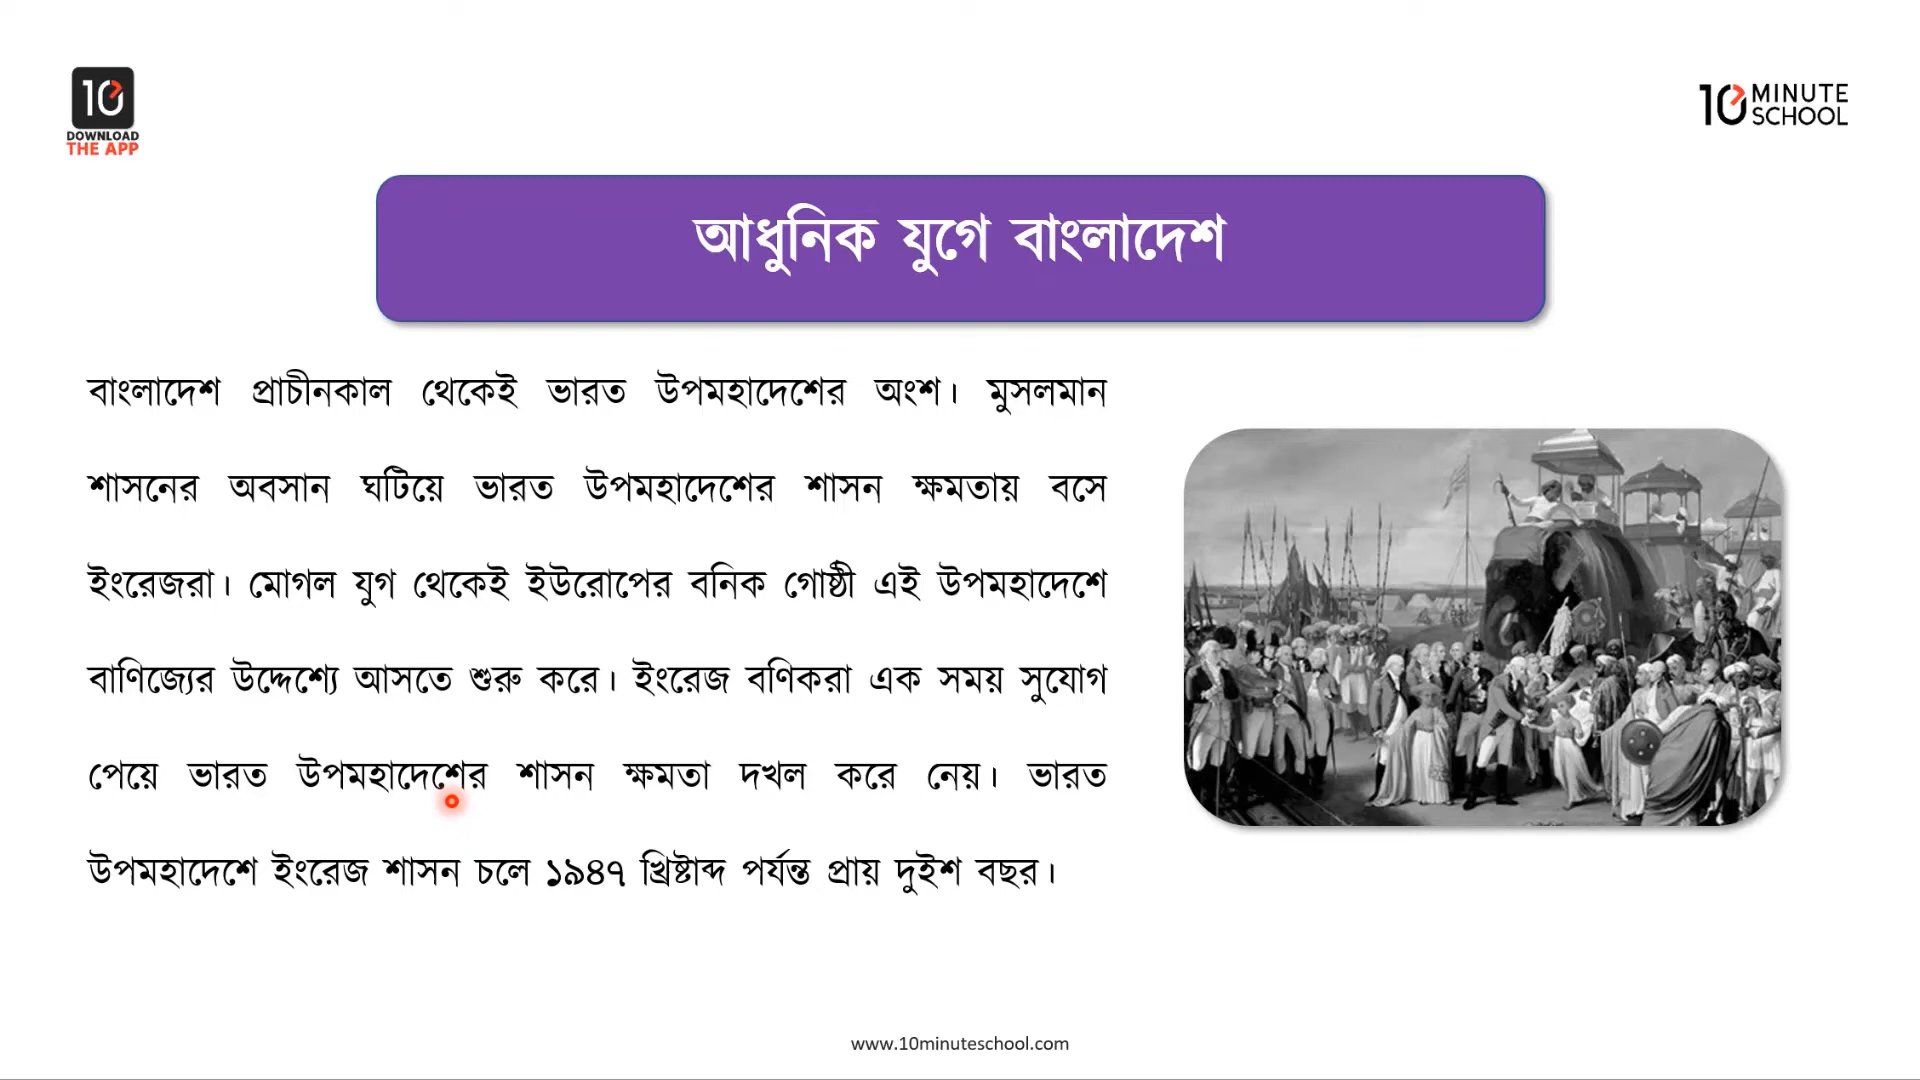 10
DOWNLOAD
THE APP
10 MINUTE
SCHOOL
আধুনিক যুগে বাংলাদেশ
বাংলাদেশ প্রাচীনকাল থেকেই ভারত উপমহাদেশের অংশ। মুসলমান
শাসনের অবসান ঘটিয়ে ভারত উপমহাদেশের শাসন ক্ষমতায় বসে
ইংরেজরা। মোগল যুগ থেকেই ইউরোপের বনিক গোষ্ঠী এই উপমহাদেশে
বাণিজ্যের উদ্দেশ্যে আসতে শুরু করে। ইংরেজ বণিকরা এক সময় সুযোগ
পেয়ে ভারত উপমহাদেশের শাসন ক্ষমতা দখল করে নেয়। ভারত
উপমহাদেশে ইংরেজ শাসন চলে ১৯৪৭ খ্রিষ্টাব্দ পর্যন্ত প্রায় দুইশ বছর।
www.10minuteschool.com